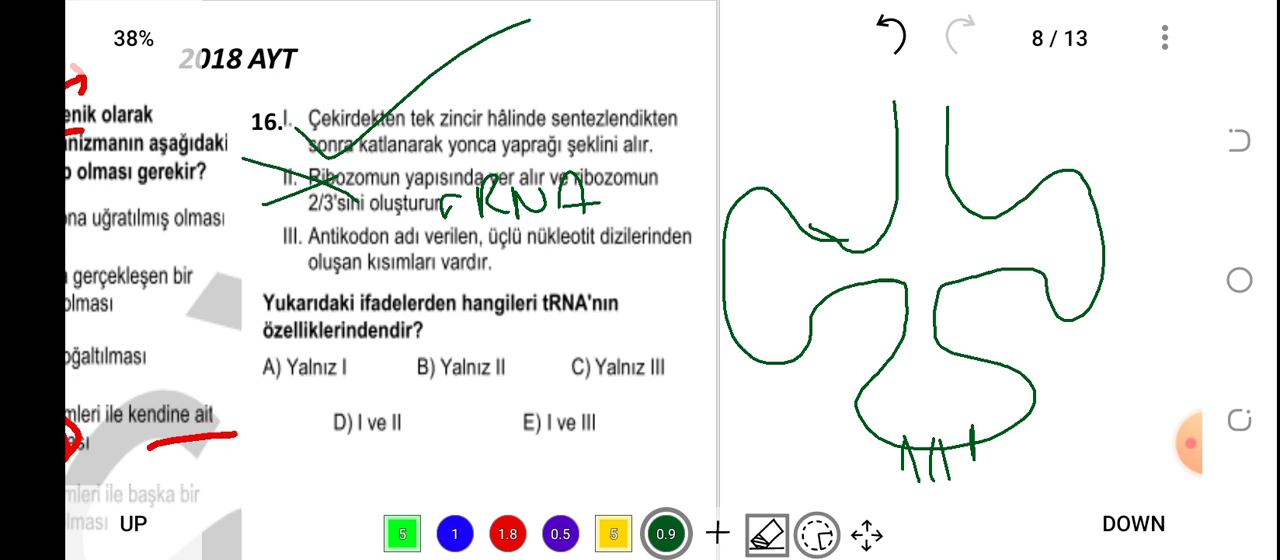 38%
2018 AYT
8 / 13
enik olarak
anizmanın aşağıdaki
olması gerekir?
ona uğratılmış olması
gerçekleşen bir
olması
oğaltılması
mleri ile kendine ait
ası
mleri ile başka bir
lması
UP
16. I. Çekirdekten tek zincir hâlinde sentezlendikten
sonra katlanarak yonca yaprağı şeklini alır.
II. Ribozomun yapısında yer alır ve ribozomun
2/3'sini oluşturur.
rRNA
III. Antikodon adı verilen, üçlü nükleotit dizilerinden
oluşan kısımları vardır.
Yukarıdaki ifadelerden hangileri tRNA'nın
özelliklerindendir?
A) Yalnız I B) Yalnız II C) Yalnız III
D) I ve II E) I ve III
5 1 1.8 0.5 5 0.9
DOWN